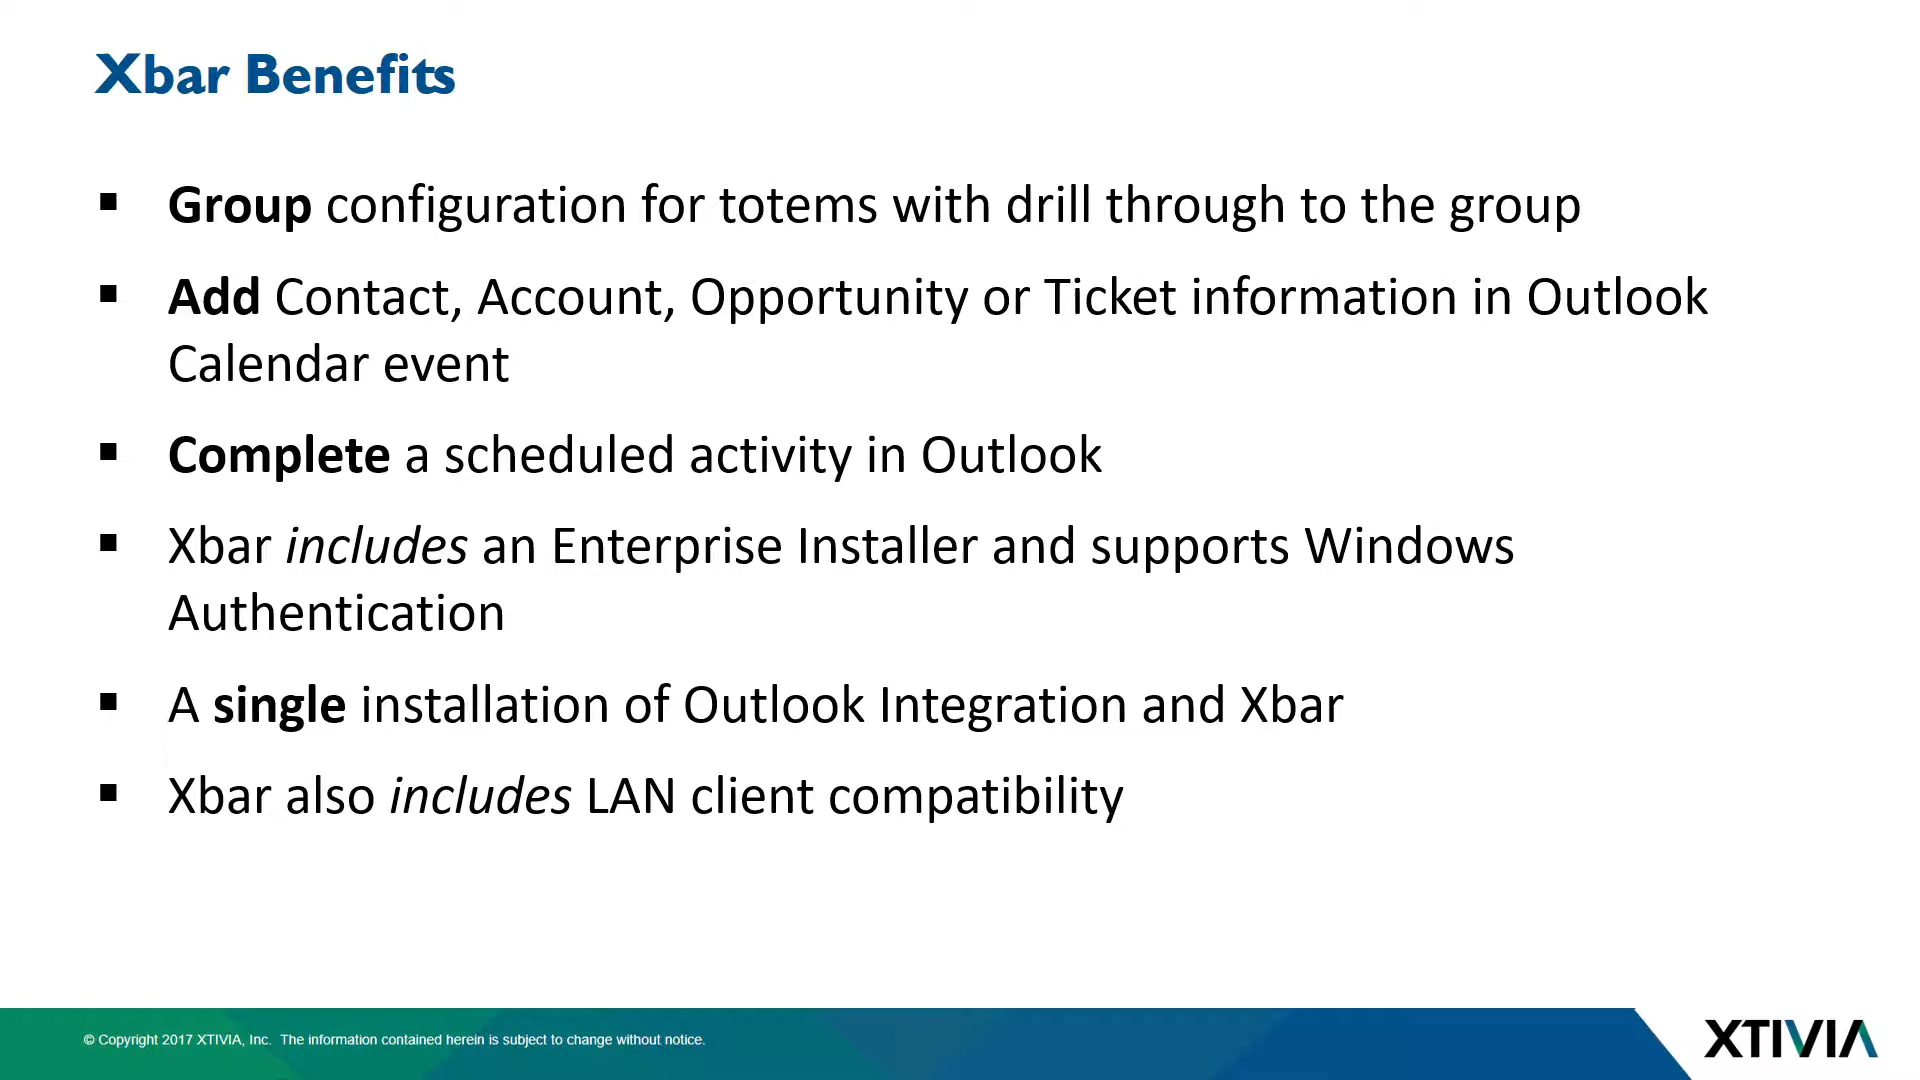 Xbar Benefits
▪ Group configuration for totems with drill through to the group
▪ Add Contact, Account, Opportunity or Ticket information in Outlook
Calendar event
▪ Complete a scheduled activity in Outlook
▪ Xbar includes an Enterprise Installer and supports Windows
Authentication
▪ A single installation of Outlook Integration and Xbar
▪ Xbar also includes LAN client compatibility
© Copyright 2017 XTIVIA, Inc. The information contained herein is subject to change without notice.
XTIVIA